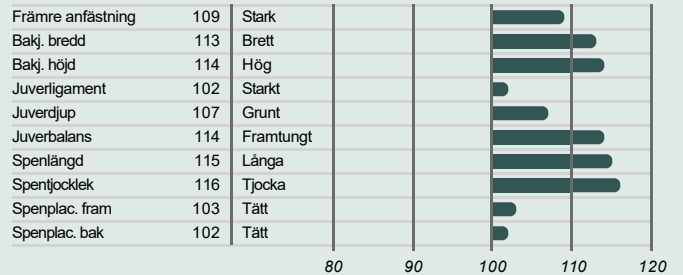 Främre anfästning 109 Stark
Bakj. bredd 113 Brett
Bakj. höjd 114 Hög
Juverligament 102 Starkt
Juverdjup 107 Grunt
Juverbalans 114 Framtungt
Spenlängd 115 Långa
Spentjocklek 116 Tjocka
Spenplac. fram 103 Tätt
Spenplac. bak 102 Tätt
80 90 100 110 120